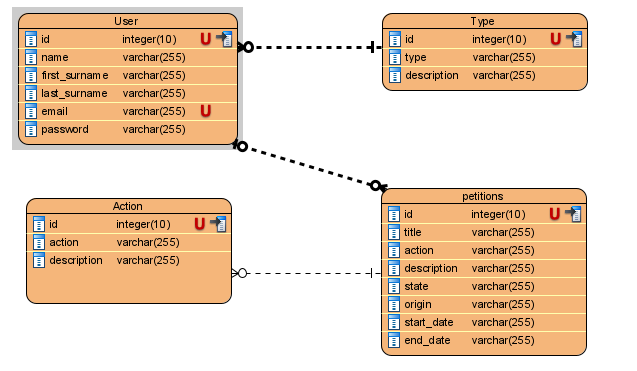 User
id integer(10) U
name varchar(255)
first_surname varchar(255)
last_surname varchar(255)
email varchar(255) U
password varchar(255)
Type
id integer(10) U
type varchar(255)
description varchar(255)
Action
id integer(10) U
action varchar(255)
description varchar(255)
petitions
id integer(10) U
title varchar(255)
action varchar(255)
description varchar(255)
state varchar(255)
origin varchar(255)
start_date varchar(255)
end_date varchar(255)